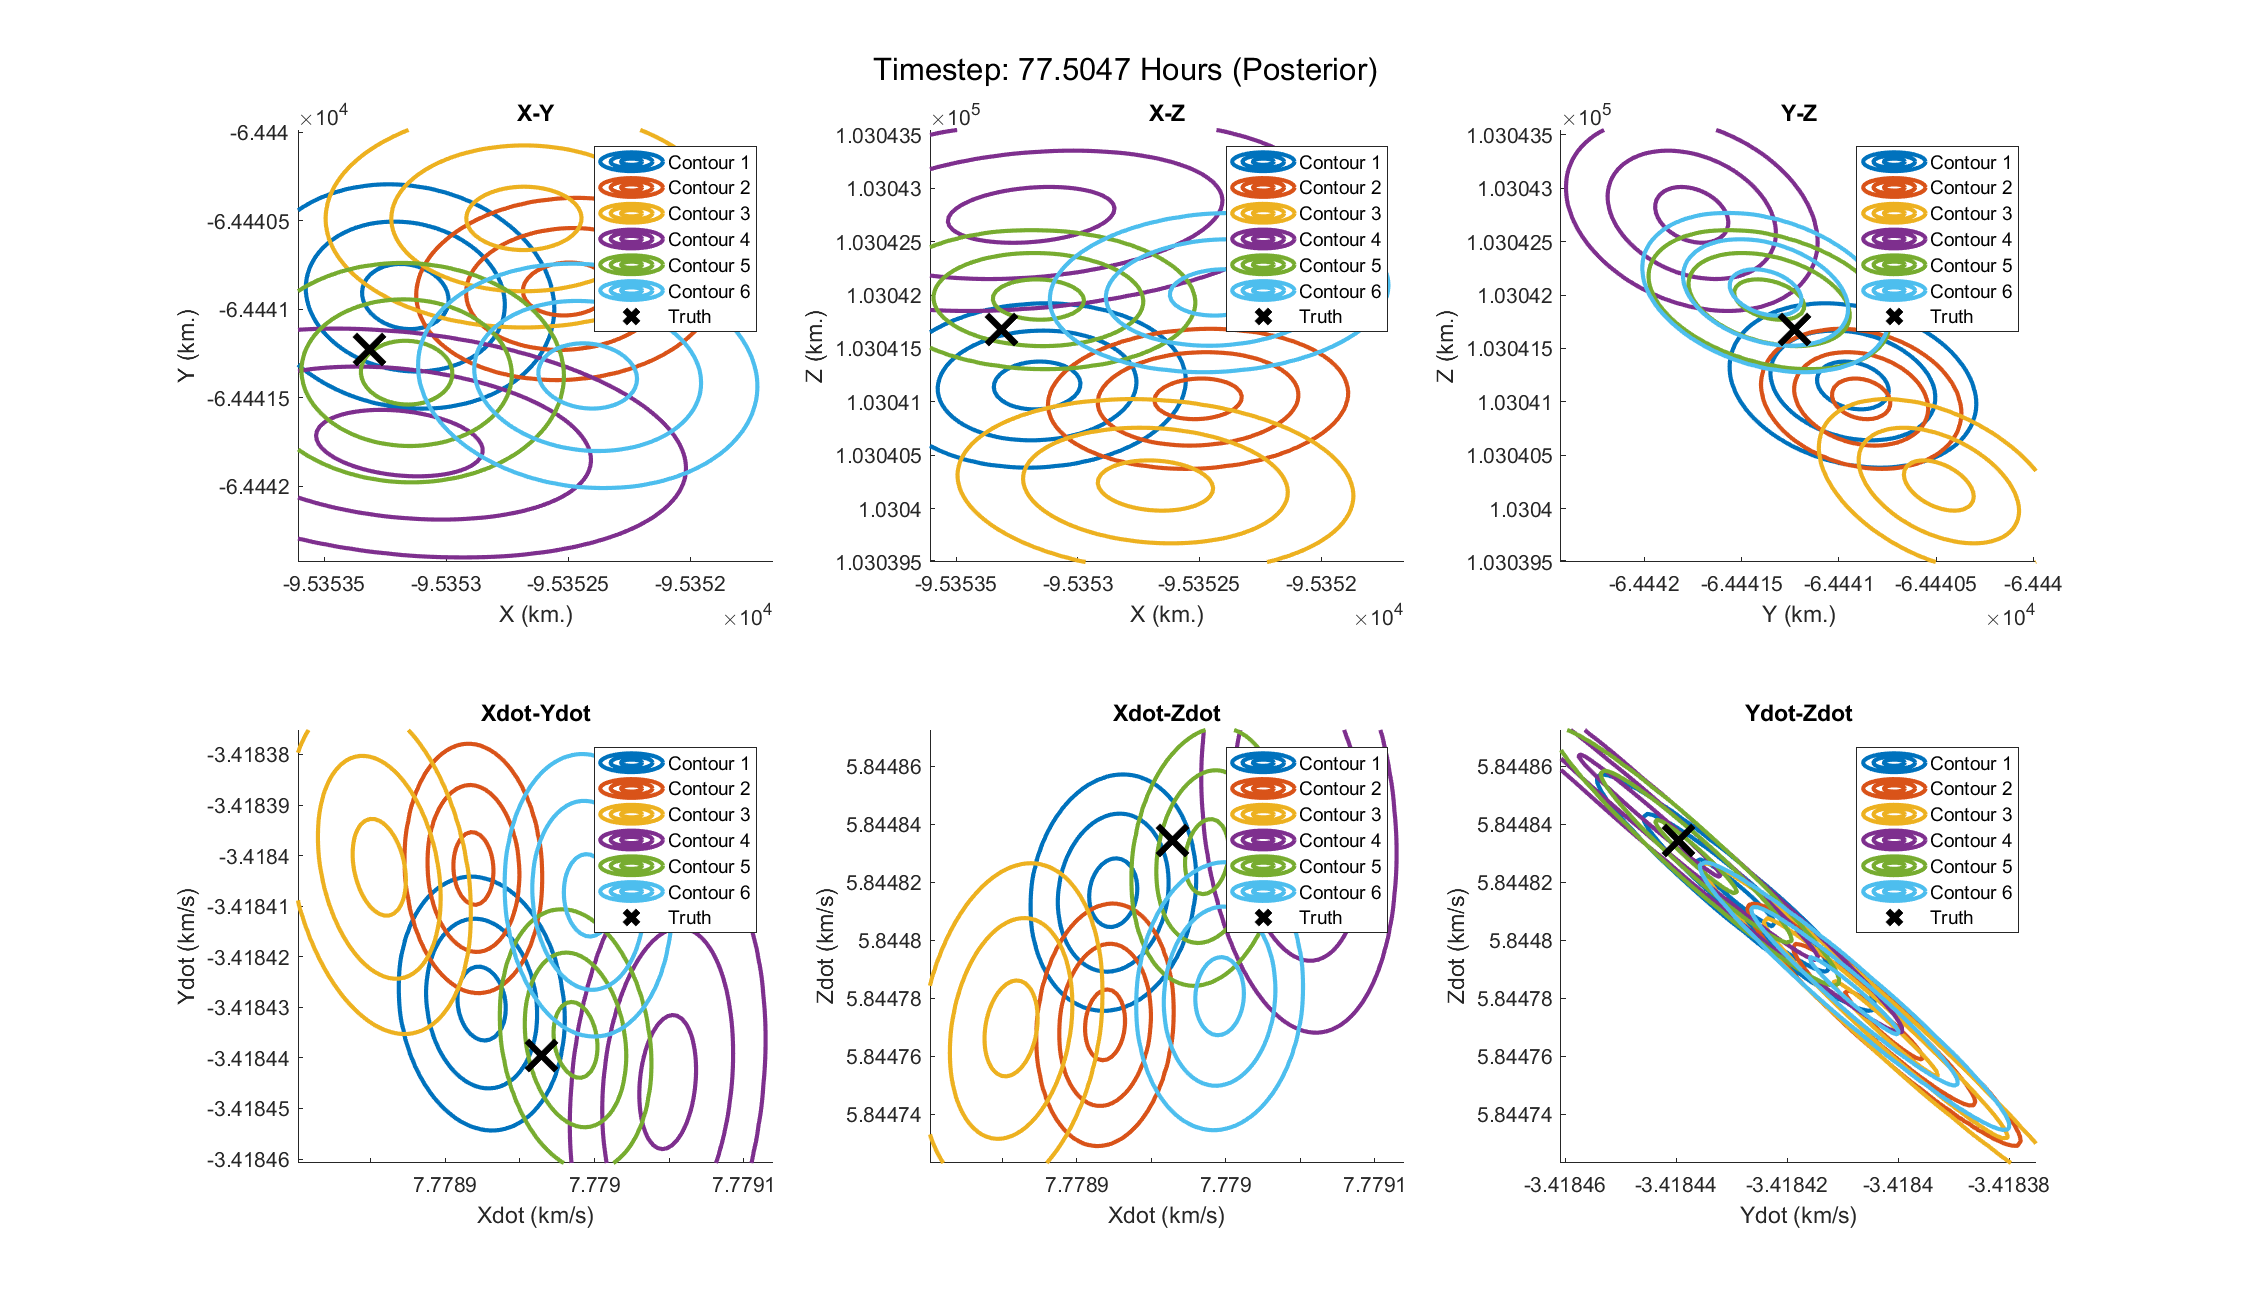 Timestep: 77.5047 Hours (Posterior)
X-Y
×10^4
-6.444
-6.44405
-6.4441
-6.44415
-6.4442
Y (km.)
-9.53535
-9.5353
-9.53525
-9.5352
X (km.)
×10^4
Contour 1
Contour 2
Contour 3
Contour 4
Contour 5
Contour 6
Truth
X-Z
×10^5
1.030435
1.03043
1.030425
1.03042
1.030415
1.03041
1.030405
1.0304
1.030395
Z (km.)
-9.53535
-9.5353
-9.53525
-9.5352
X (km.)
×10^4
Contour 1
Contour 2
Contour 3
Contour 4
Contour 5
Contour 6
Truth
Y-Z
×10^5
1.030435
1.03043
1.030425
1.03042
1.030415
1.03041
1.030405
1.0304
1.030395
Z (km.)
-6.4442
-6.44415
-6.4441
-6.44405
-6.444
Y (km.)
×10^4
Contour 1
Contour 2
Contour 3
Contour 4
Contour 5
Contour 6
Truth
Xdot-Ydot
-3.41838
-3.41839
-3.4184
-3.41841
-3.41842
-3.41843
-3.41844
-3.41845
-3.41846
Ydot (km/s)
7.7789
7.779
7.7791
Xdot (km/s)
Contour 1
Contour 2
Contour 3
Contour 4
Contour 5
Contour 6
Truth
Xdot-Zdot
5.84486
5.84484
5.84482
5.8448
5.84478
5.84476
5.84474
Zdot (km/s)
7.7789
7.779
7.7791
Xdot (km/s)
Contour 1
Contour 2
Contour 3
Contour 4
Contour 5
Contour 6
Truth
Ydot-Zdot
5.84486
5.84484
5.84482
5.8448
5.84478
5.84476
5.84474
Zdot (km/s)
-3.41846
-3.41844
-3.41842
-3.4184
-3.41838
Ydot (km/s)
Contour 1
Contour 2
Contour 3
Contour 4
Contour 5
Contour 6
Truth